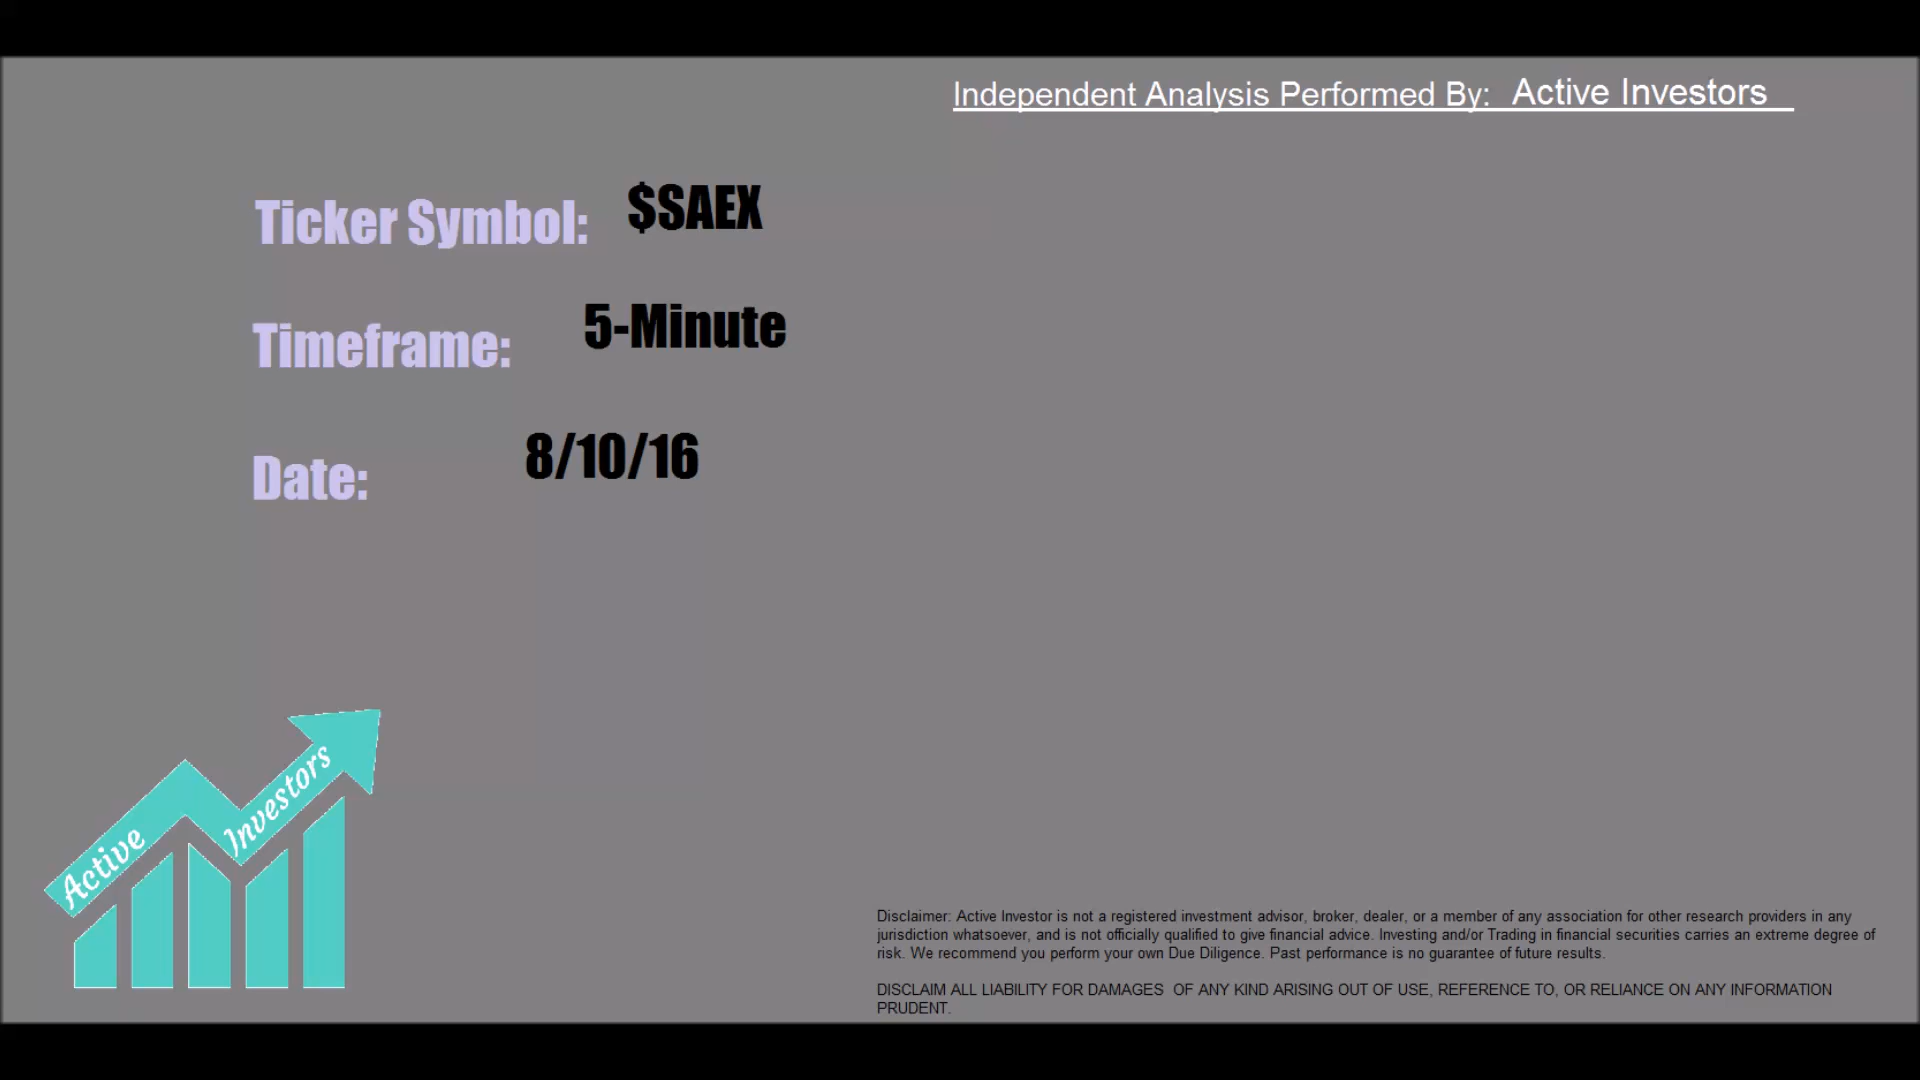 Independent Analysis Performed By: Active Investors
Ticker Symbol: $SAEX
Timeframe: 5-Minute
Date: 8/10/16
Active Investors
Disclaimer: Active Investor is not a registered investment advisor, broker, dealer, or a member of any association for other research providers in any
jurisdiction whatsoever, and is not officially qualified to give financial advice. Investing and/or Trading in financial securities carries an extreme degree of
risk. We recommend you perform your own Due Diligence. Past performance is no guarantee of future results.
DISCLAIM ALL LIABILITY FOR DAMAGES OF ANY KIND ARISING OUT OF USE, REFERENCE TO, OR RELIANCE ON ANY INFORMATION
PRUDENT.